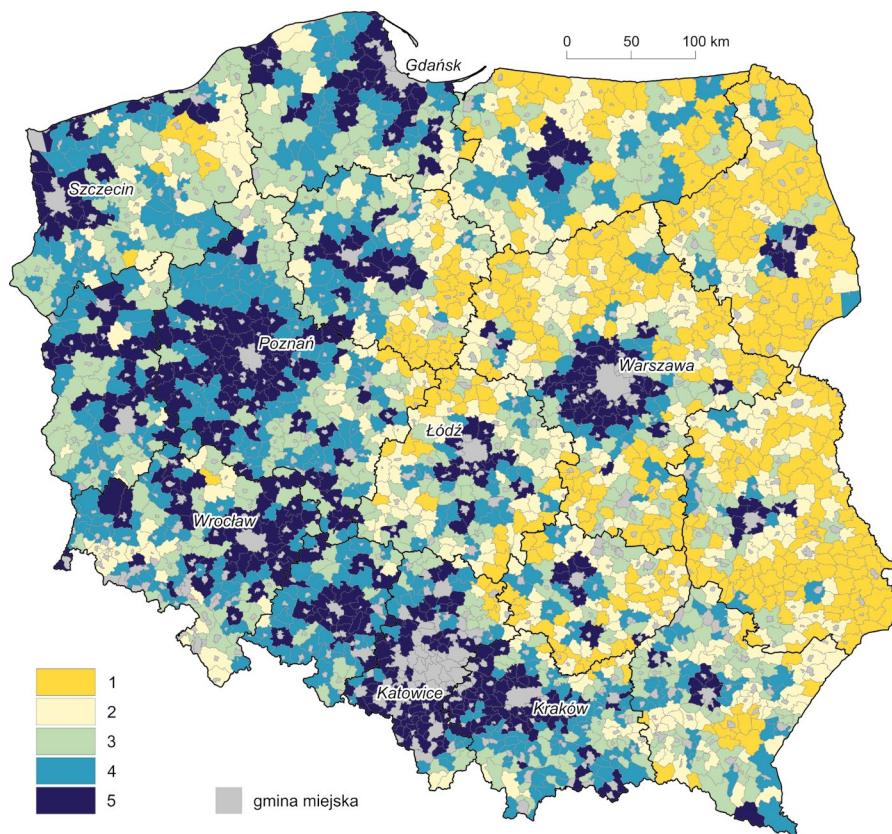 Gdańsk
0 50 100 km
Szczecin
Poznań
Warszawa
Łódź
Wrocław
Katowice
Kraków
1
2
3
4
5
gmina miejska